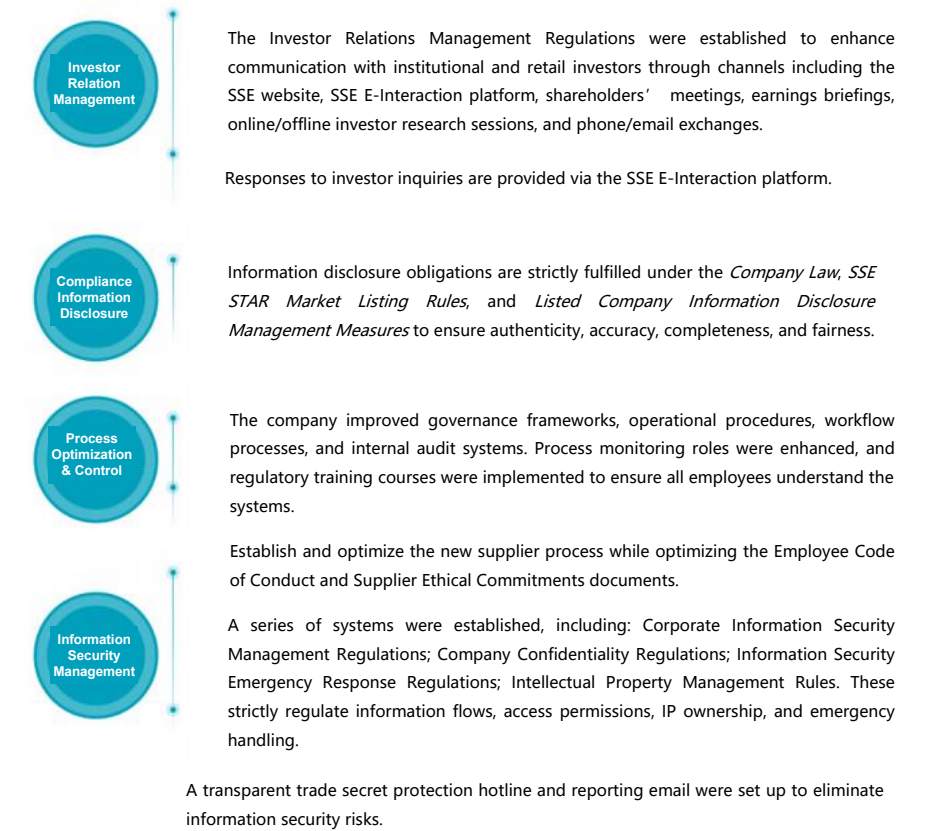 Investor
Relation
Management
The Investor Relations Management Regulations were established to enhance
communication with institutional and retail investors through channels including the
SSE website, SSE E-Interaction platform, shareholders’ meetings, earnings briefings,
online/offline investor research sessions, and phone/email exchanges.
Responses to investor inquiries are provided via the SSE E-Interaction platform.
Compliance
Information
Disclosure
Information disclosure obligations are strictly fulfilled under the Company Law, SSE
STAR Market Listing Rules, and Listed Company Information Disclosure
Management Measures to ensure authenticity, accuracy, completeness, and fairness.
Process
Optimization
& Control
The company improved governance frameworks, operational procedures, workflow
processes, and internal audit systems. Process monitoring roles were enhanced, and
regulatory training courses were implemented to ensure all employees understand the
systems.
Establish and optimize the new supplier process while optimizing the Employee Code
of Conduct and Supplier Ethical Commitments documents.
Information
Security
Management
A series of systems were established, including: Corporate Information Security
Management Regulations; Company Confidentiality Regulations; Information Security
Emergency Response Regulations; Intellectual Property Management Rules. These
strictly regulate information flows, access permissions, IP ownership, and emergency
handling.
A transparent trade secret protection hotline and reporting email were set up to eliminate
information security risks.